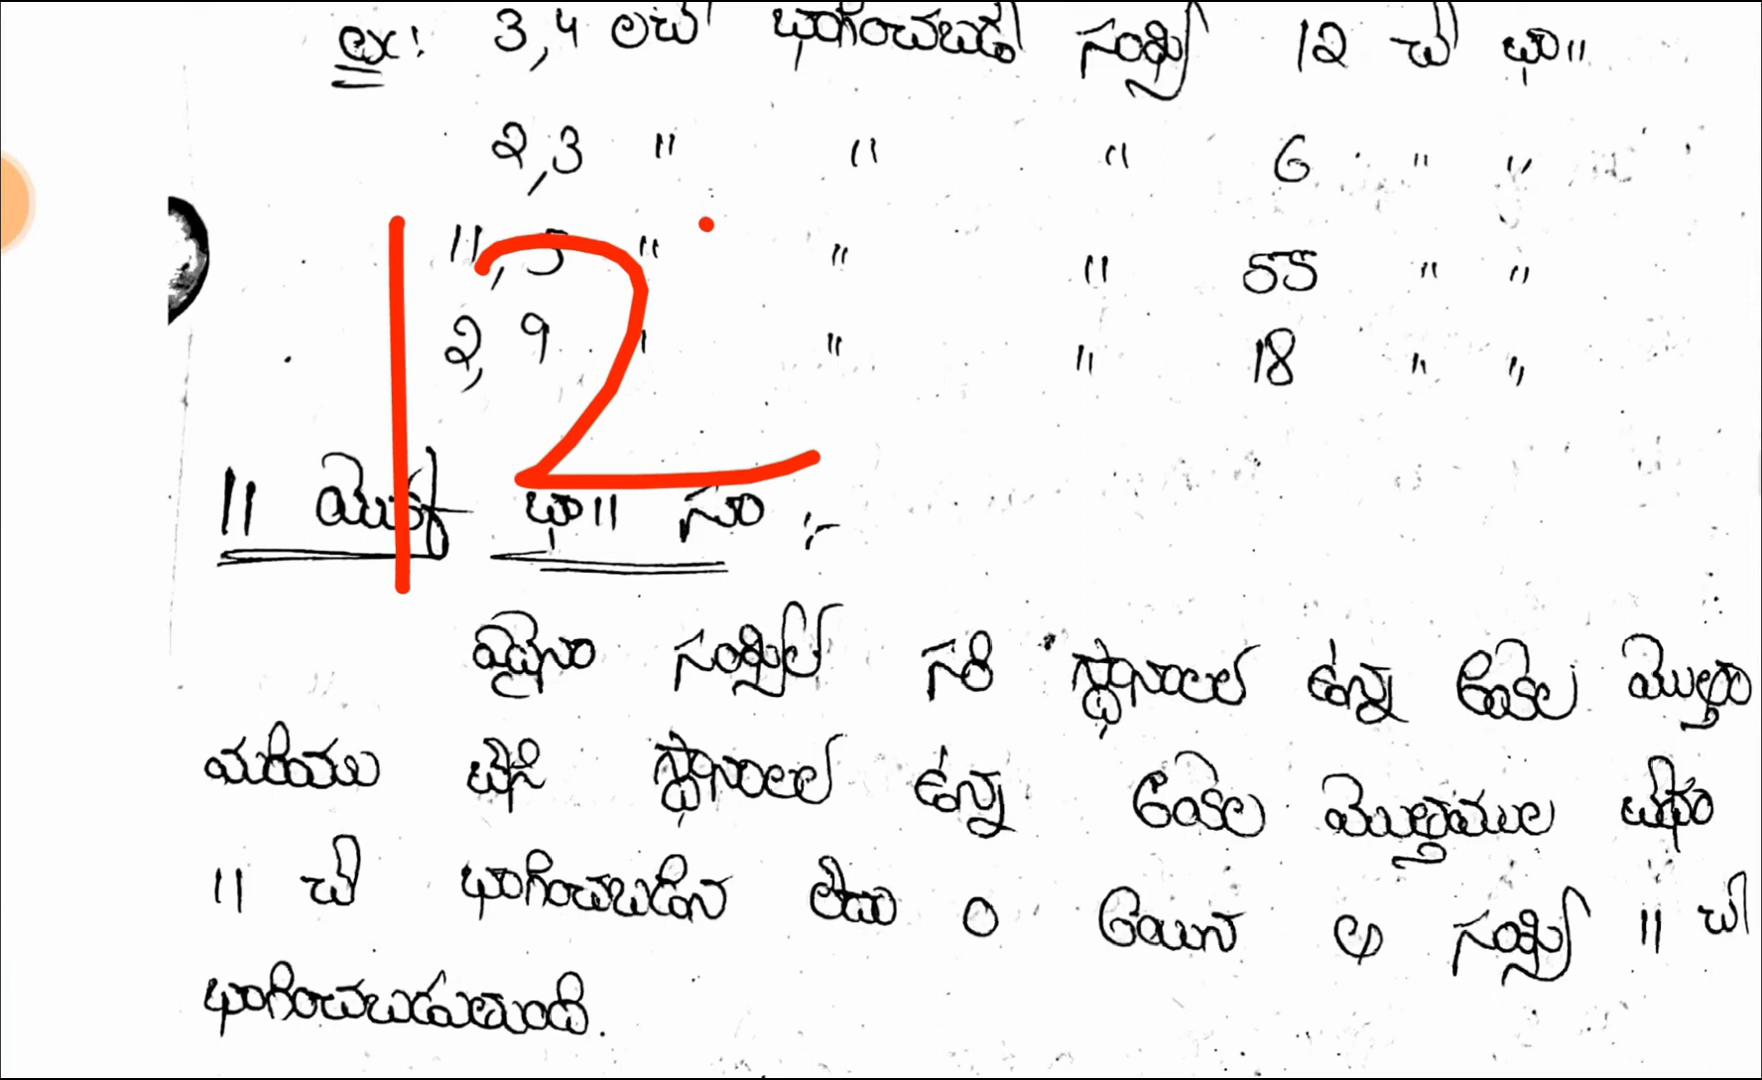 ex: 3,4 లచే భాగించబడే సంఖ్య 12 చే భా॥
2,3 " " " 6 " "
11,5 " " " 55 " "
2,9 " " " 18 " "
12
11 యొక్క భా॥ సూ :-
ఏదైనా సంఖ్యలో సరి స్థానాలలో ఉన్న అంకెల మొత్తం
మరియు బేసి స్థానాలలో ఉన్న అంకెల మొత్తముల భేదం
11 చే భాగించబడిన లేదా 0 అయిన ఆ సంఖ్య 11 చే
భాగించబడుతుంది.